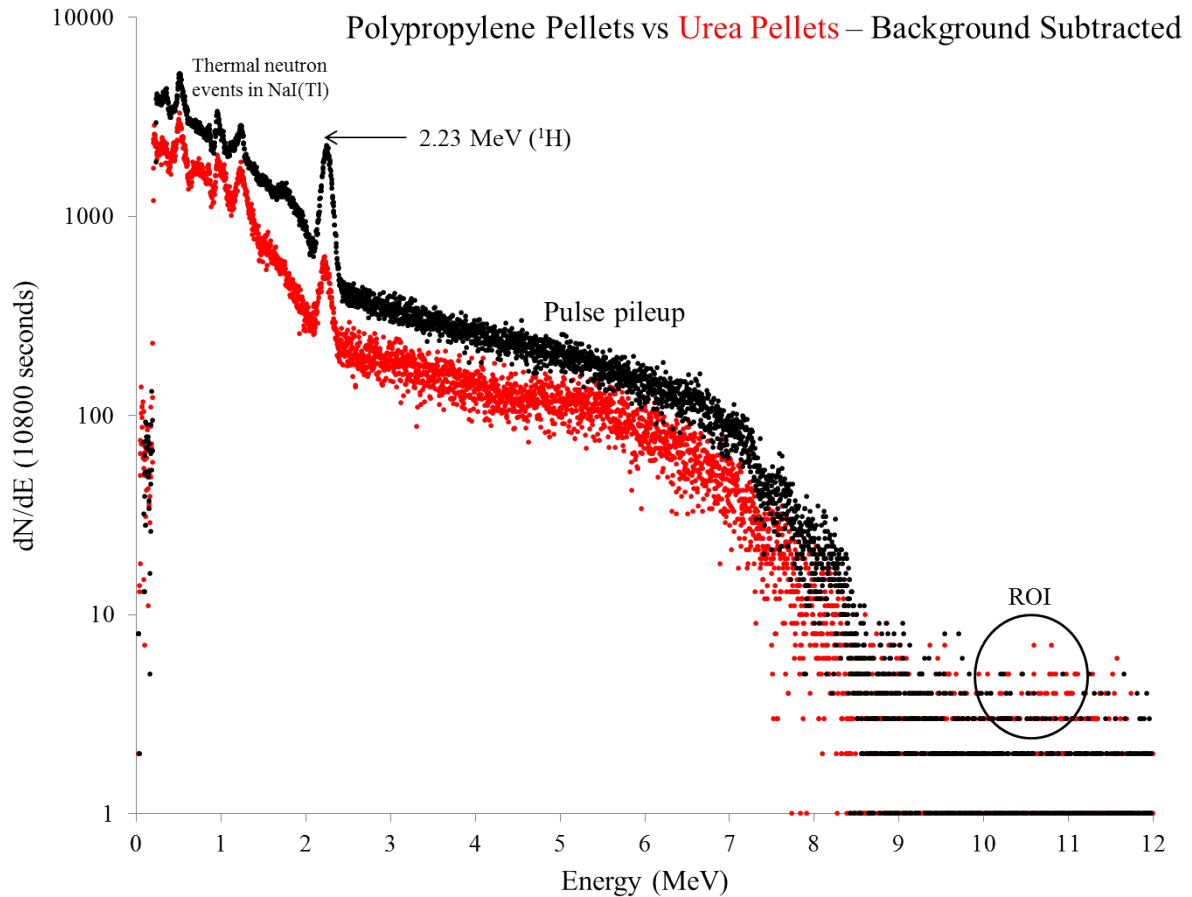 Polypropylene Pellets vs Urea Pellets – Background Subtracted
10000
Thermal neutron
events in NaI(Tl)
2.23 MeV (¹H)
1000
Pulse pileup
100
dN/dE (10800 seconds)
ROI
10
1
0 1 2 3 4 5 6 7 8 9 10 11 12
Energy (MeV)